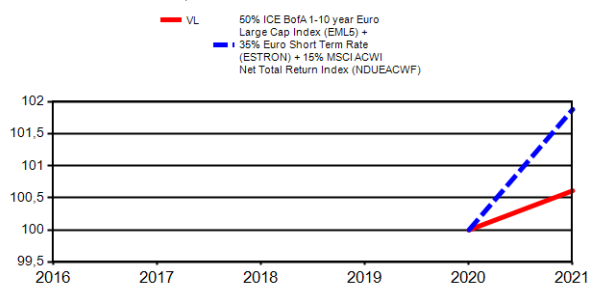 VL
50% ICE BofA 1-10 year Euro
Large Cap Index (EML5) +
35% Euro Short Term Rate
(ESTRON) + 15% MSCI ACWI
Net Total Return Index (NDUEACWF)
102
101,5
101
100,5
100
99,5
2016 2017 2018 2019 2020 2021